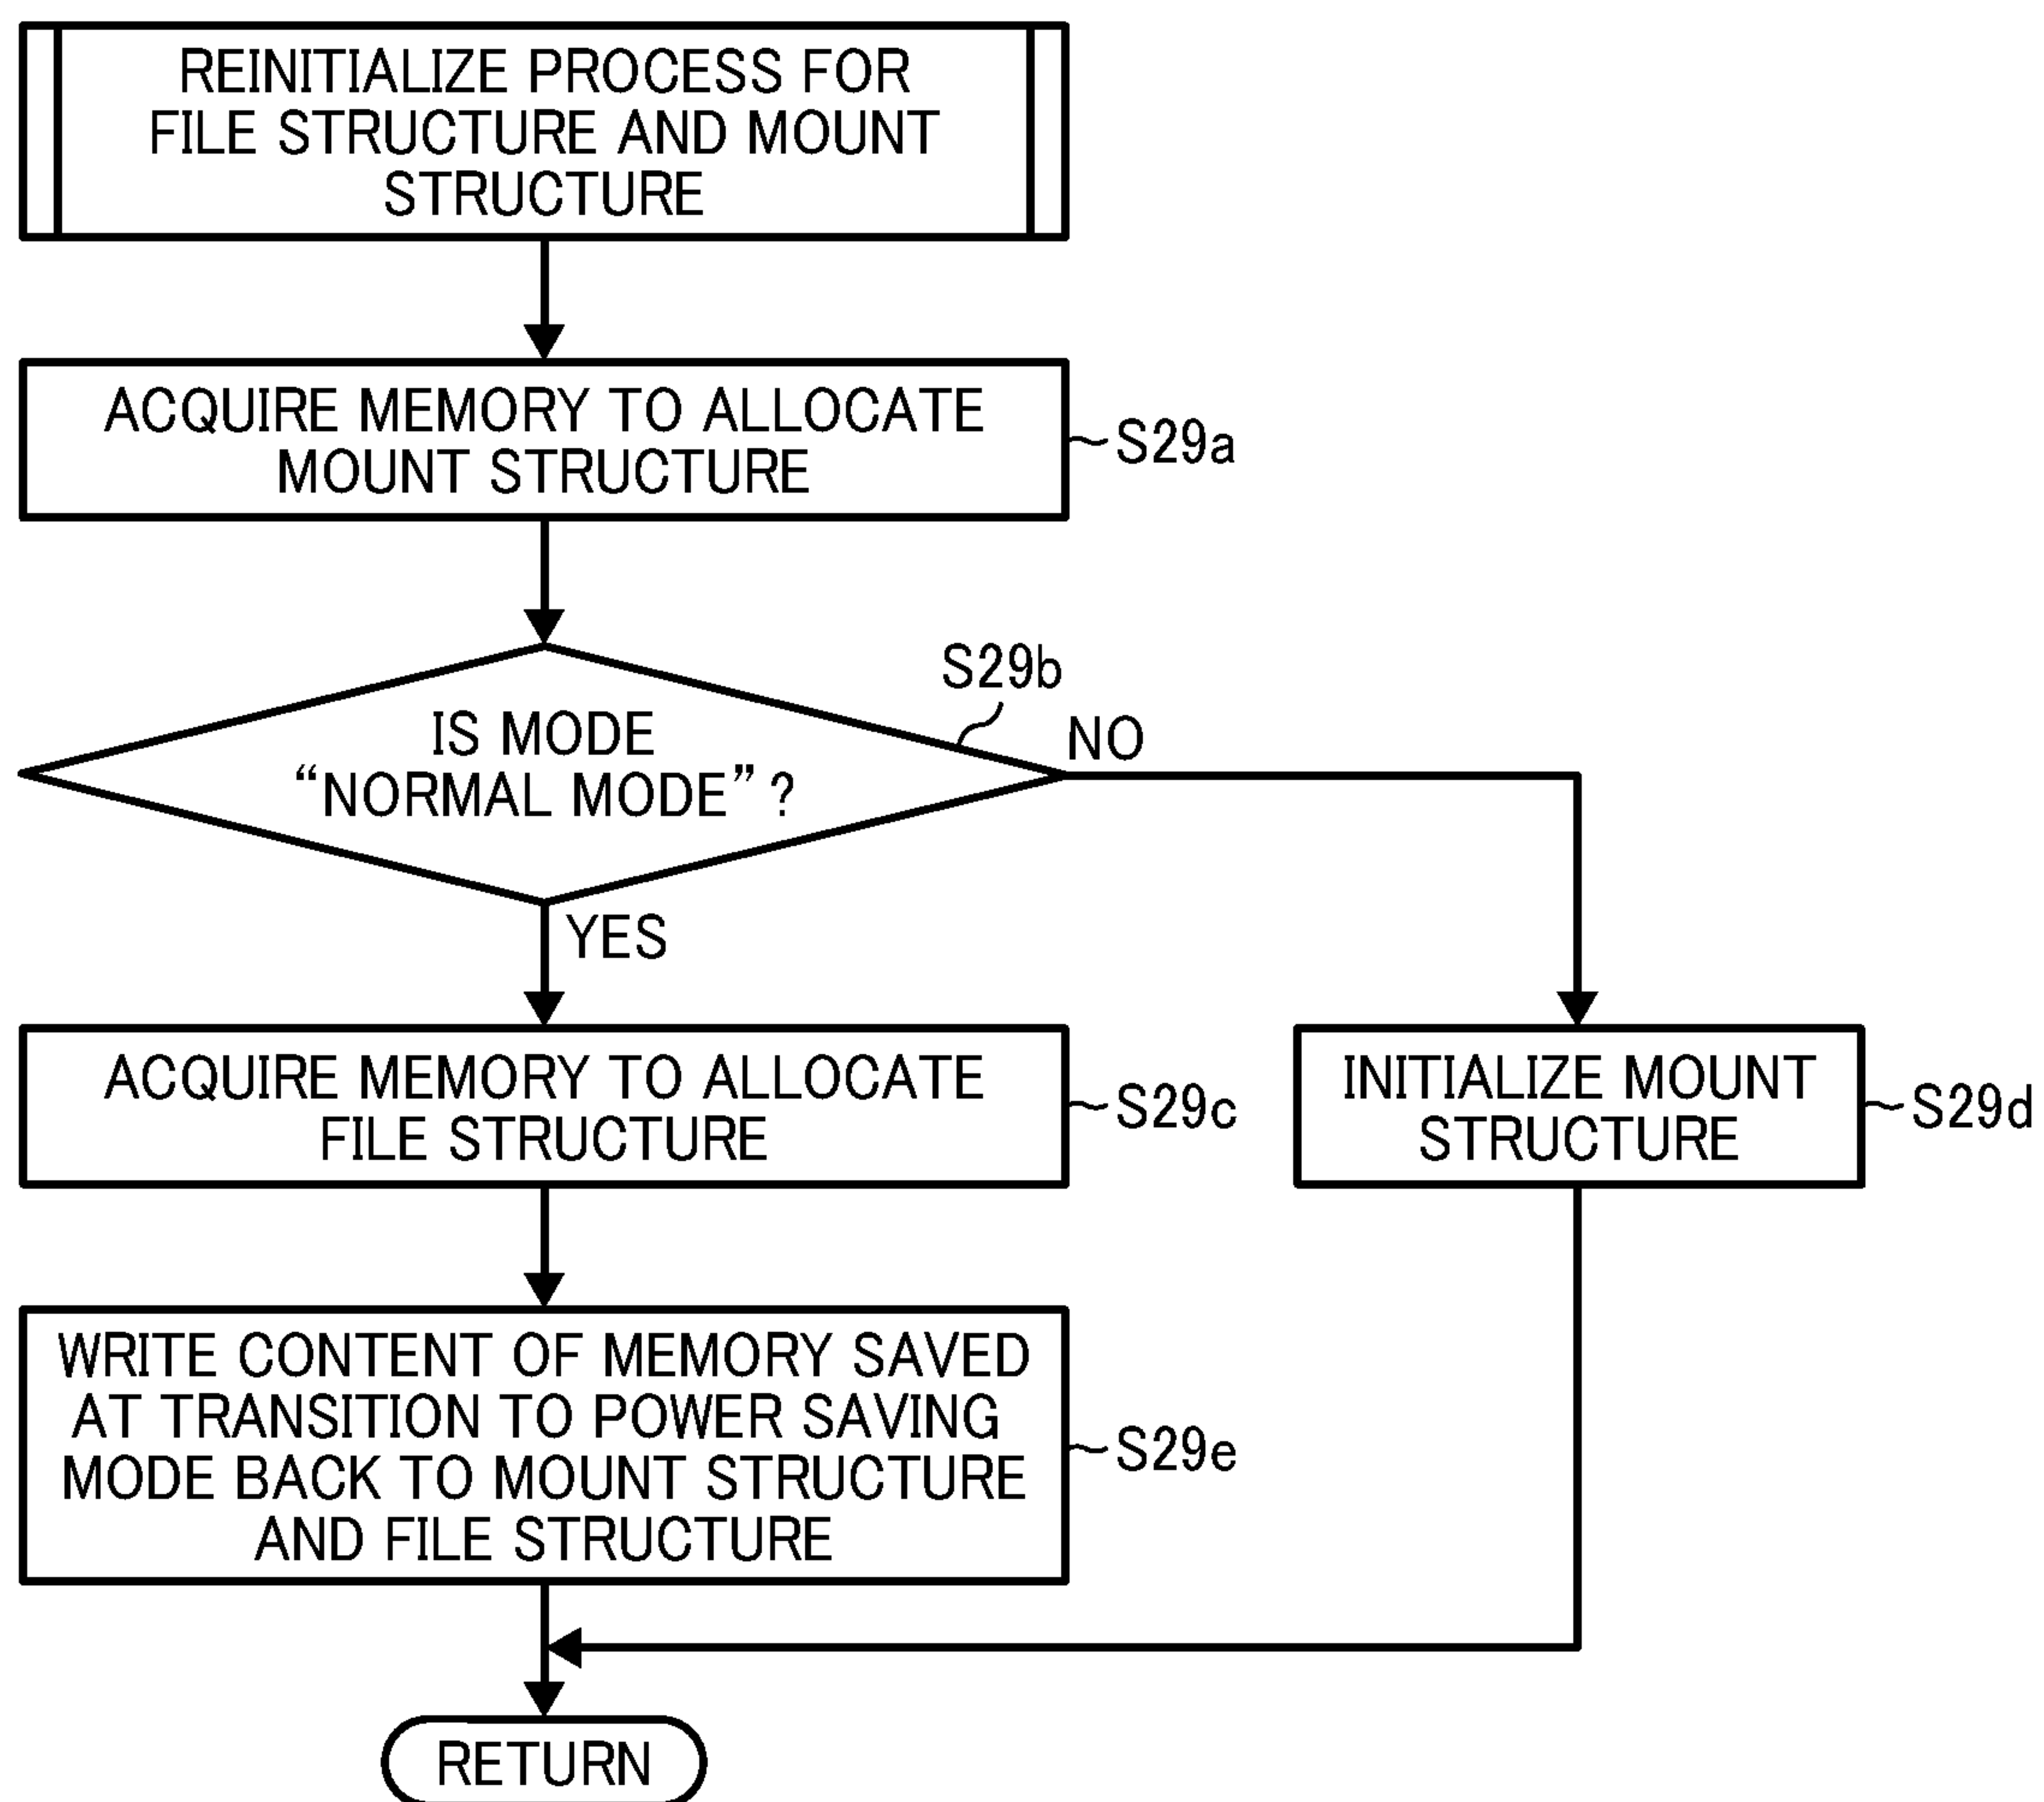 REINITIALIZE PROCESS FOR
FILE STRUCTURE AND MOUNT
STRUCTURE
ACQUIRE MEMORY TO ALLOCATE
MOUNT STRUCTURE
S29a
S29b
IS MODE
“NORMAL MODE”?
NO
YES
ACQUIRE MEMORY TO ALLOCATE
FILE STRUCTURE
S29c
INITIALIZE MOUNT
STRUCTURE
S29d
WRITE CONTENT OF MEMORY SAVED
AT TRANSITION TO POWER SAVING
MODE BACK TO MOUNT STRUCTURE
AND FILE STRUCTURE
S29e
RETURN